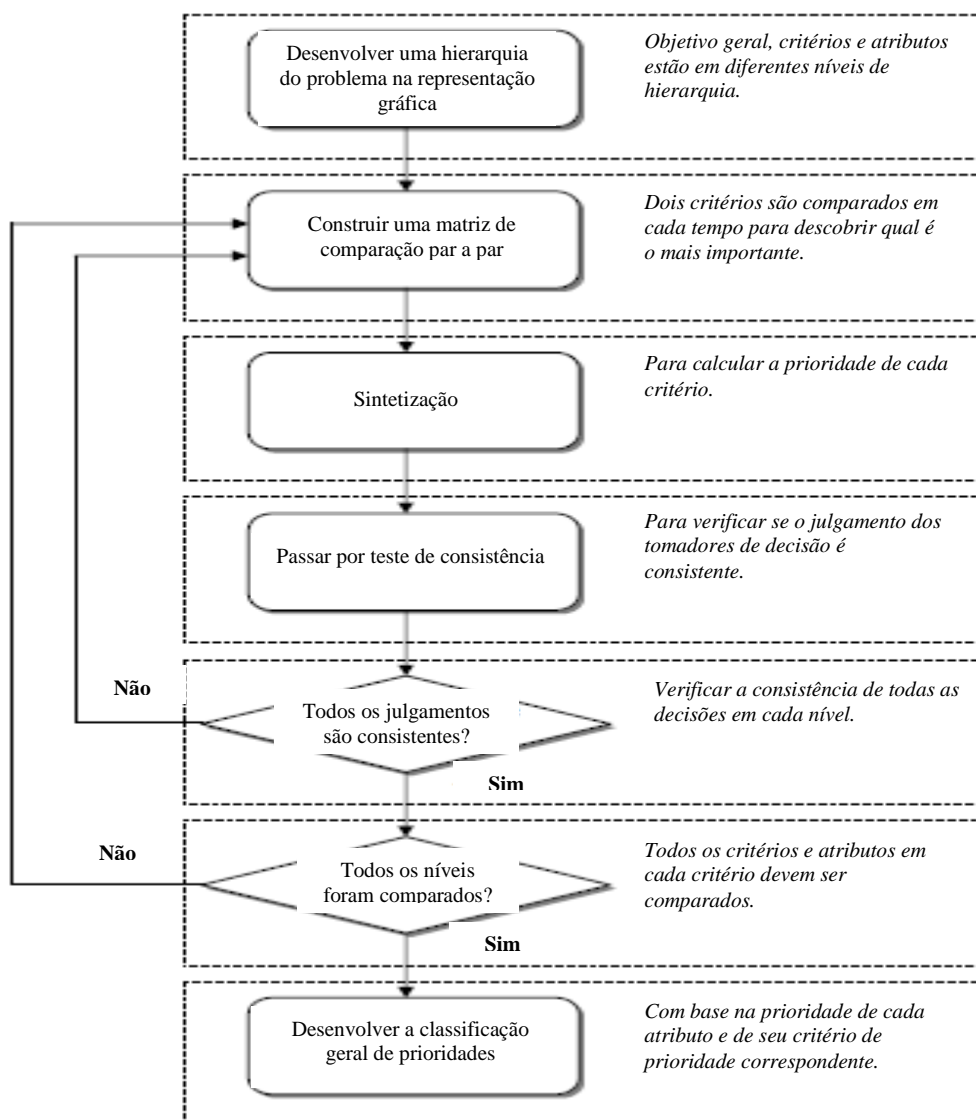 Desenvolver uma hierarquia
do problema na representação
gráfica
Objetivo geral, critérios e atributos
estão em diferentes níveis de
hierarquia.
Construir uma matriz de
comparação par a par
Dois critérios são comparados em
cada tempo para descobrir qual é
o mais importante.
Sintetização
Para calcular a prioridade de cada
critério.
Passar por teste de consistência
Para verificar se o julgamento dos
tomadores de decisão é
consistente.
Não
Todos os julgamentos
são consistentes?
Sim
Verificar a consistência de todas as
decisões em cada nível.
Não
Todos os níveis
foram comparados?
Sim
Todos os critérios e atributos em
cada critério devem ser
comparados.
Desenvolver a classificação
geral de prioridades
Com base na prioridade de cada
atributo e de seu critério de
prioridade correspondente.